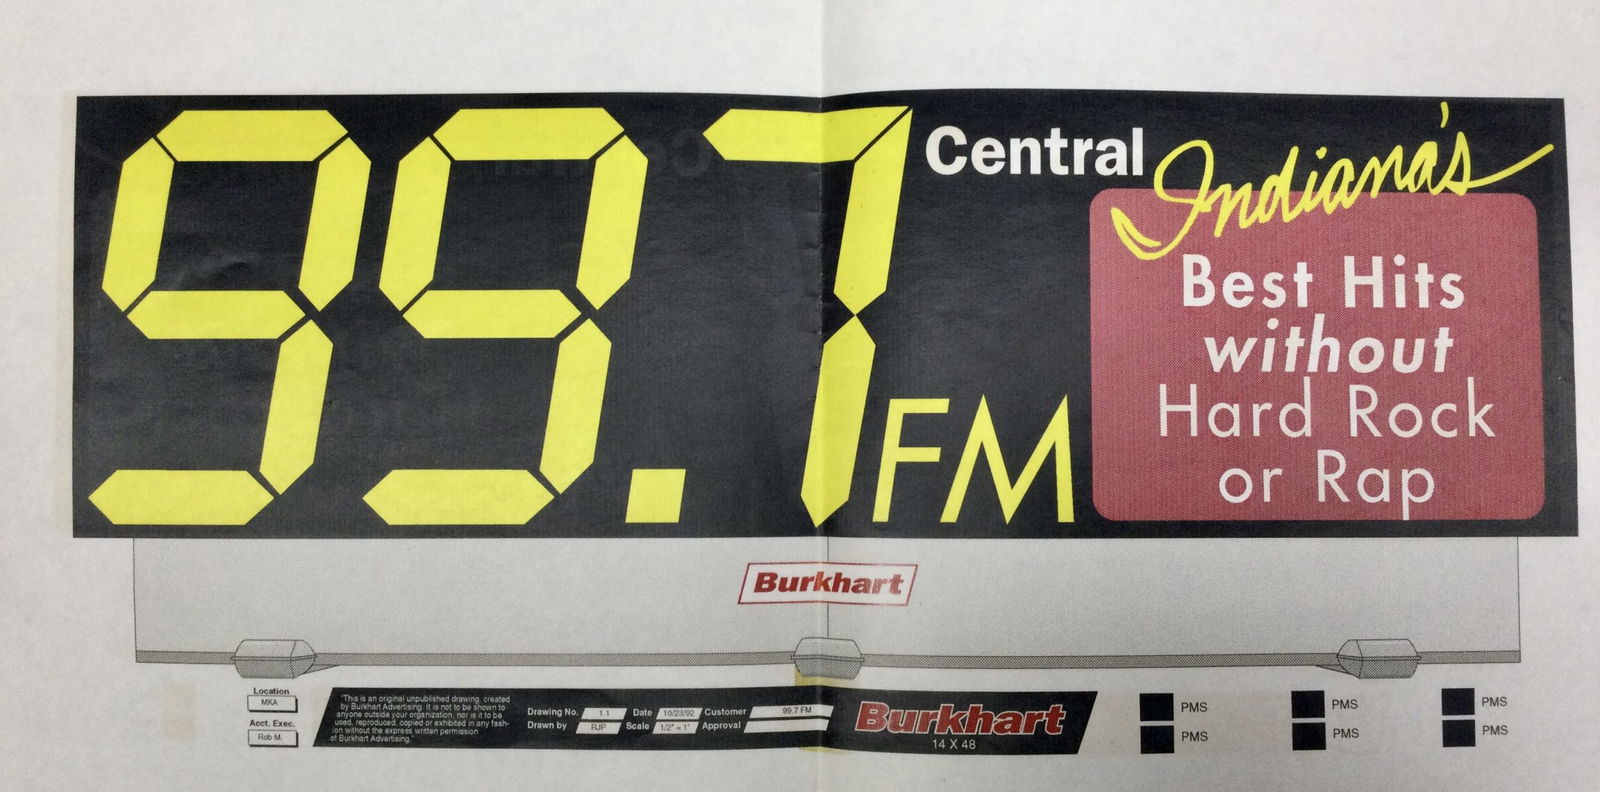 99.7 FM
Central Indiana's
Best Hits
without
Hard Rock
or Rap
Burkhart
Location
MKA
Acct. Exec.
Rob M.
"This is an original unpublished drawing, created
by Burkhart Advertising. It is not to be shown to
anyone outside your organization, nor is it to be
used, reproduced, copied or exhibited in any fash-
ion without the express written permission
of Burkhart Advertising."
Drawing No. 1.1 Date 10/23/92 Customer 99.7 FM
Drawn by RJP Scale 1/2" = 1' Approval
Burkhart
14 X 48
PMS PMS PMS
PMS PMS PMS